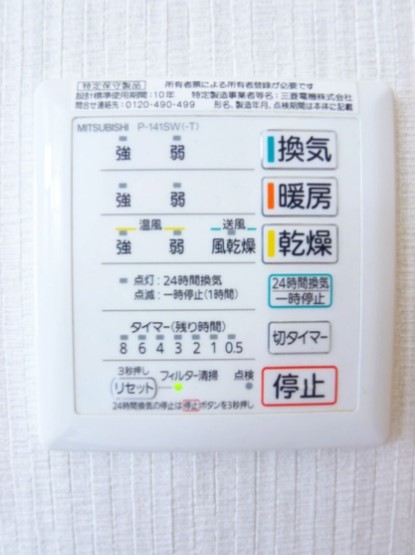 特定保守製品 所有者票による所有者登録が必要です
設計標準使用期間:10年 特定製造事業者等名:三菱電機株式会社
問合せ連絡先:0120-490-499 形名、製造年月、点検期間は本体に記載
MITSUBISHI P-141SW(-T)
強 弱 換気
強 弱 暖房
温風 送風
強 弱 風乾燥 乾燥
点灯:24時間換気
点滅:一時停止(1時間)
24時間換気
一時停止
タイマー(残り時間)
8 6 4 3 2 1 0.5
切タイマー
3秒押し
リセット フィルター清掃 点検
停止
24時間換気の停止は停止ボタンを3秒押し